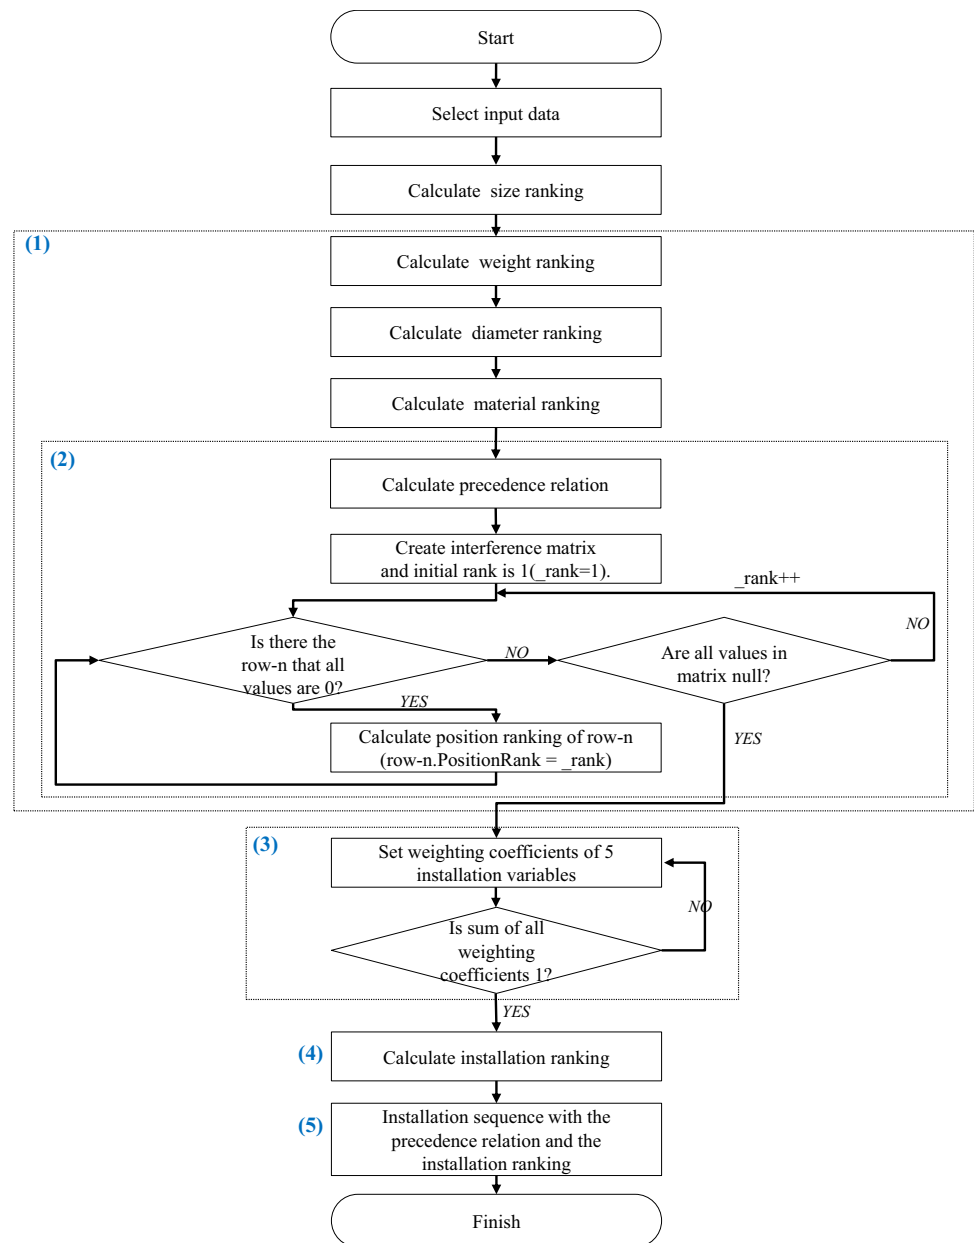 Start
Select input data
Calculate size ranking
(1)
Calculate weight ranking
Calculate diameter ranking
Calculate material ranking
(2)
Calculate precedence relation
Create interference matrix
and initial rank is 1(_rank=1).
_rank++
NO
Is there the
row-n that all
values are 0?
NO
Are all values in
matrix null?
YES
YES
Calculate position ranking of row-n
(row-n.PositionRank = _rank)
(3)
Set weighting coefficients of 5
installation variables
NO
Is sum of all
weighting
coefficients 1?
YES
(4)
Calculate installation ranking
(5)
Installation sequence with the
precedence relation and the
installation ranking
Finish